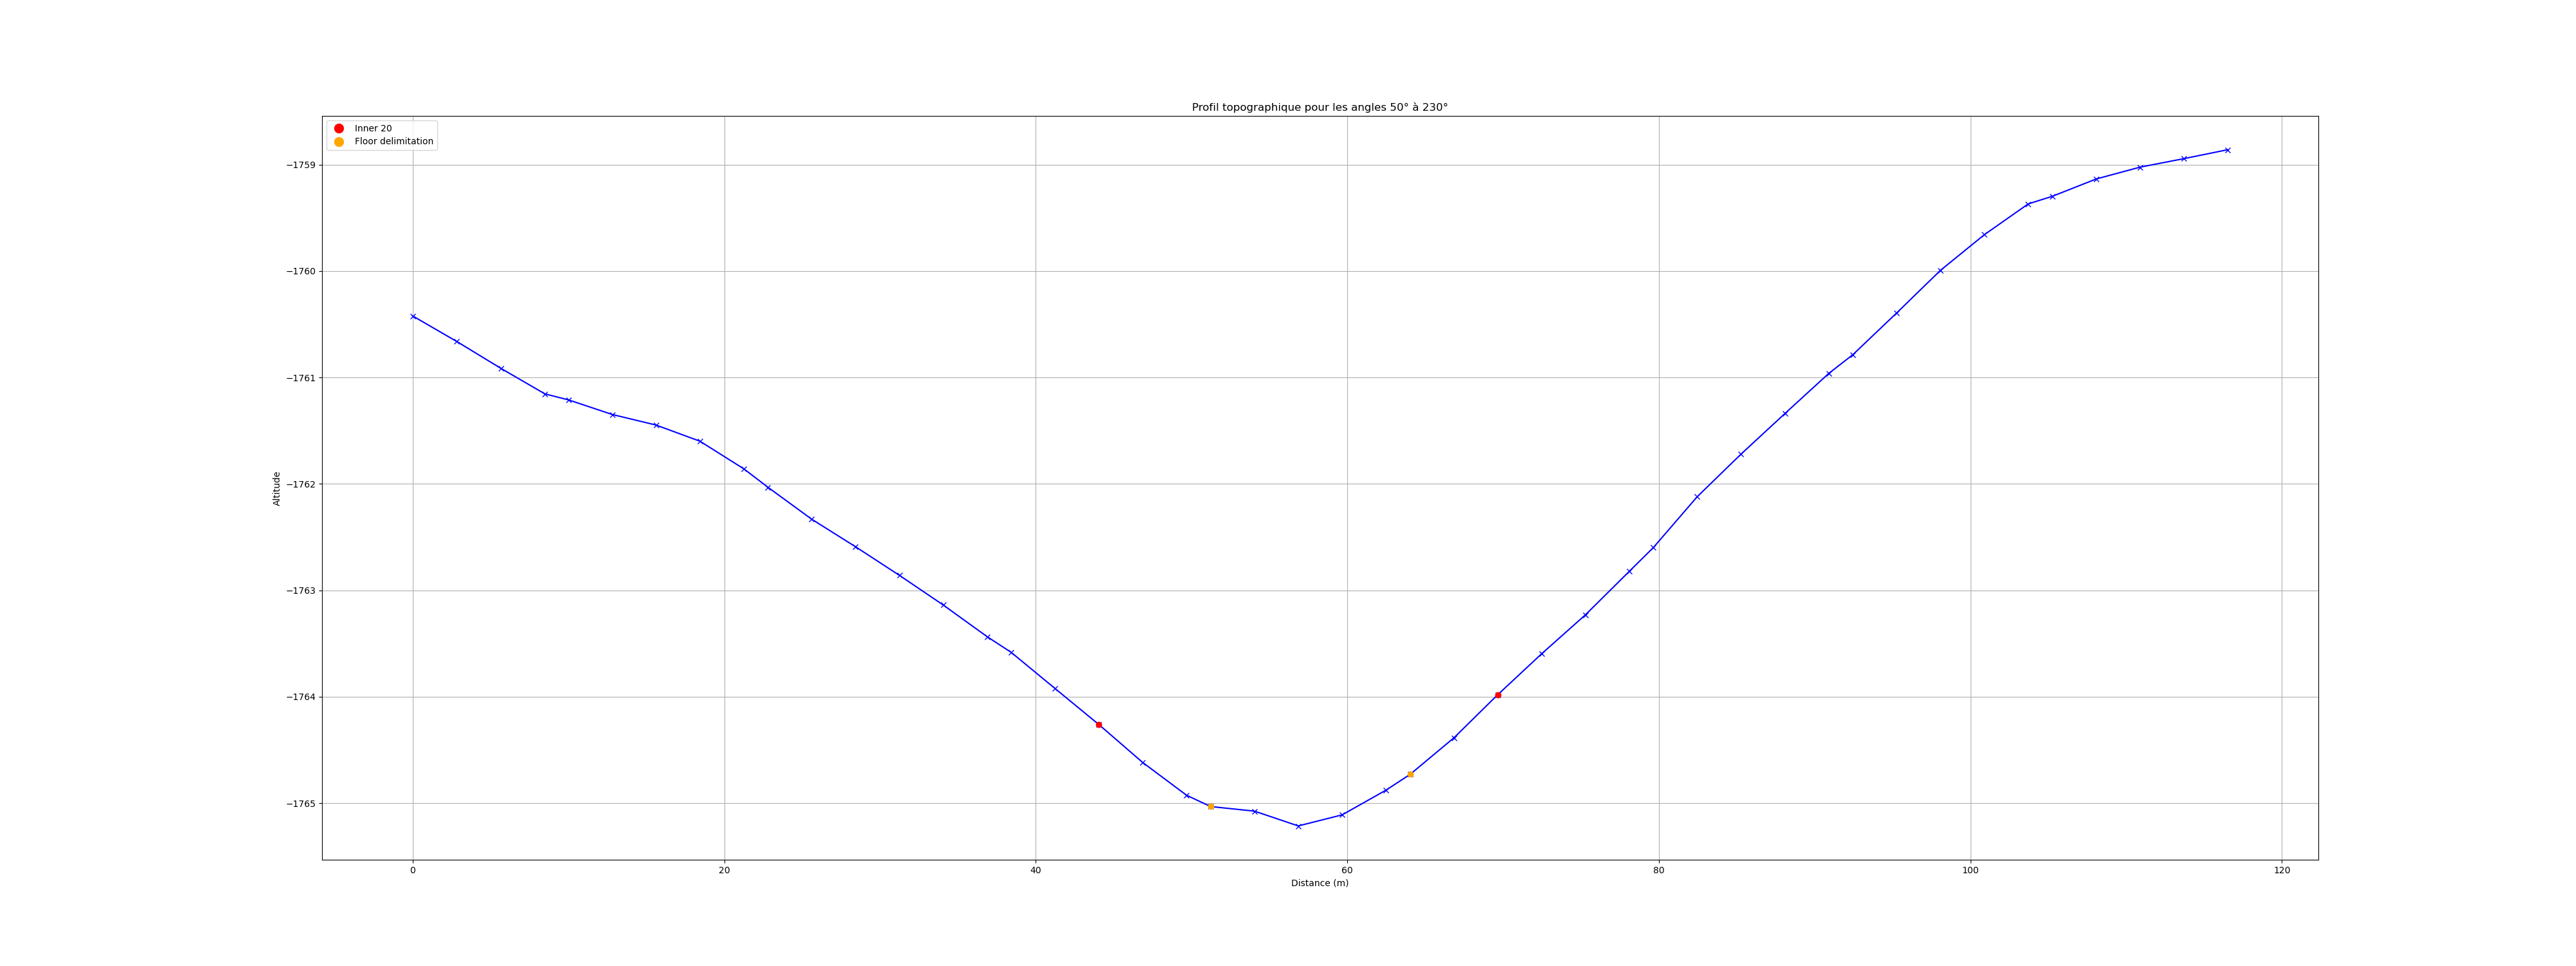 Profil topographique pour les angles 50° à 230°
Inner 20
Floor delimitation
−1759
−1760
−1761
−1762
−1763
−1764
−1765
Altitude
0 20 40 60 80 100 120
Distance (m)